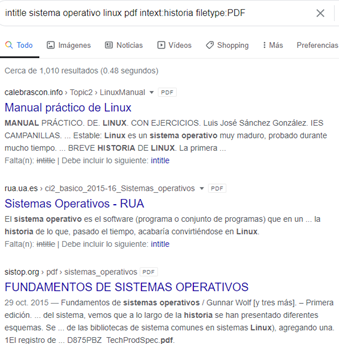 intitle sistema operativo linux pdf intext:historia filetype:PDF
Todo Imágenes Noticias Vídeos Shopping Más Preferencias
Cerca de 1,010 resultados (0.48 segundos)
calebrascon.info › Topic2 › LinuxManual PDF
Manual práctico de Linux
MANUAL PRÁCTICO. DE. LINUX. CON EJERCICIOS. Luis José Sánchez González. IES
CAMPANILLAS. ... Estable: Linux es un sistema operativo muy maduro, probado durante
mucho tiempo. ... BREVE HISTORIA DE LINUX. La primera ...
Falta(n): intitle | Debe incluir lo siguiente: intitle
rua.ua.es › ci2_basico_2015-16_Sistemas_operativos PDF
Sistemas Operativos - RUA
El sistema operativo es el software (programa o conjunto de programas) que en un ... la
historia de lo que, pasado el tiempo, acabaría convirtiéndose en Linux.
Falta(n): intitle | Debe incluir lo siguiente: intitle
sistop.org › pdf › sistemas_operativos PDF
FUNDAMENTOS DE SISTEMAS OPERATIVOS
29 oct. 2015 — Fundamentos de sistemas operativos / Gunnar Wolf [y tres más]. – Primera
edición. ... del sistema, vemos que a lo largo de la historia se han presentado diferentes
esquemas. Se ... de las bibliotecas de sistema comunes en sistemas Linux), agregando una.
1El registro de ... D875PBZ_TechProdSpec.pdf.